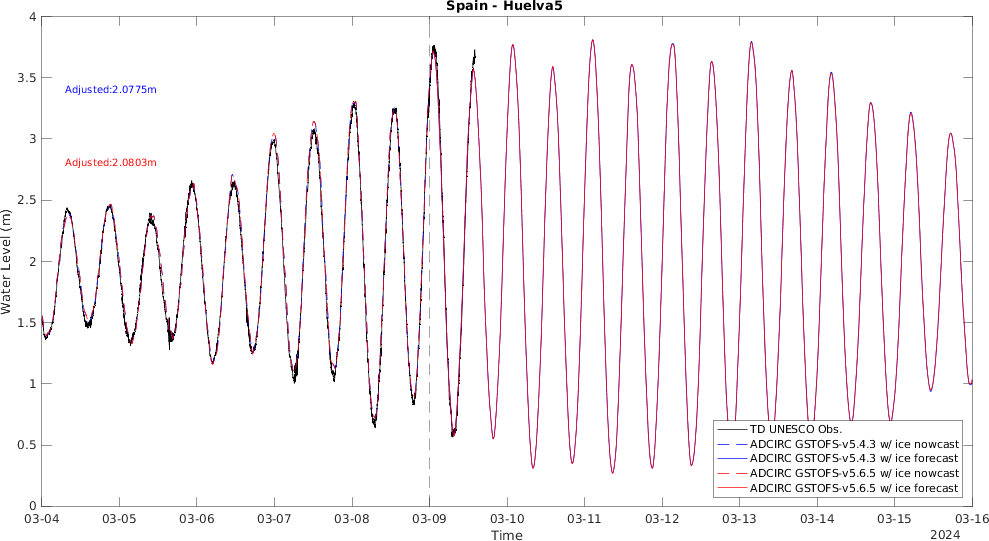 Spain - Huelva5
4
3.5
3
2.5
2
1.5
1
0.5
0
Water Level (m)
Adjusted:2.0775m
Adjusted:2.0803m
TD UNESCO Obs.
ADCIRC GSTOFS-v5.4.3 w/ ice nowcast
ADCIRC GSTOFS-v5.4.3 w/ ice forecast
ADCIRC GSTOFS-v5.6.5 w/ ice nowcast
ADCIRC GSTOFS-v5.6.5 w/ ice forecast
03-04 03-05 03-06 03-07 03-08 03-09 03-10 03-11 03-12 03-13 03-14 03-15 03-16
Time
2024